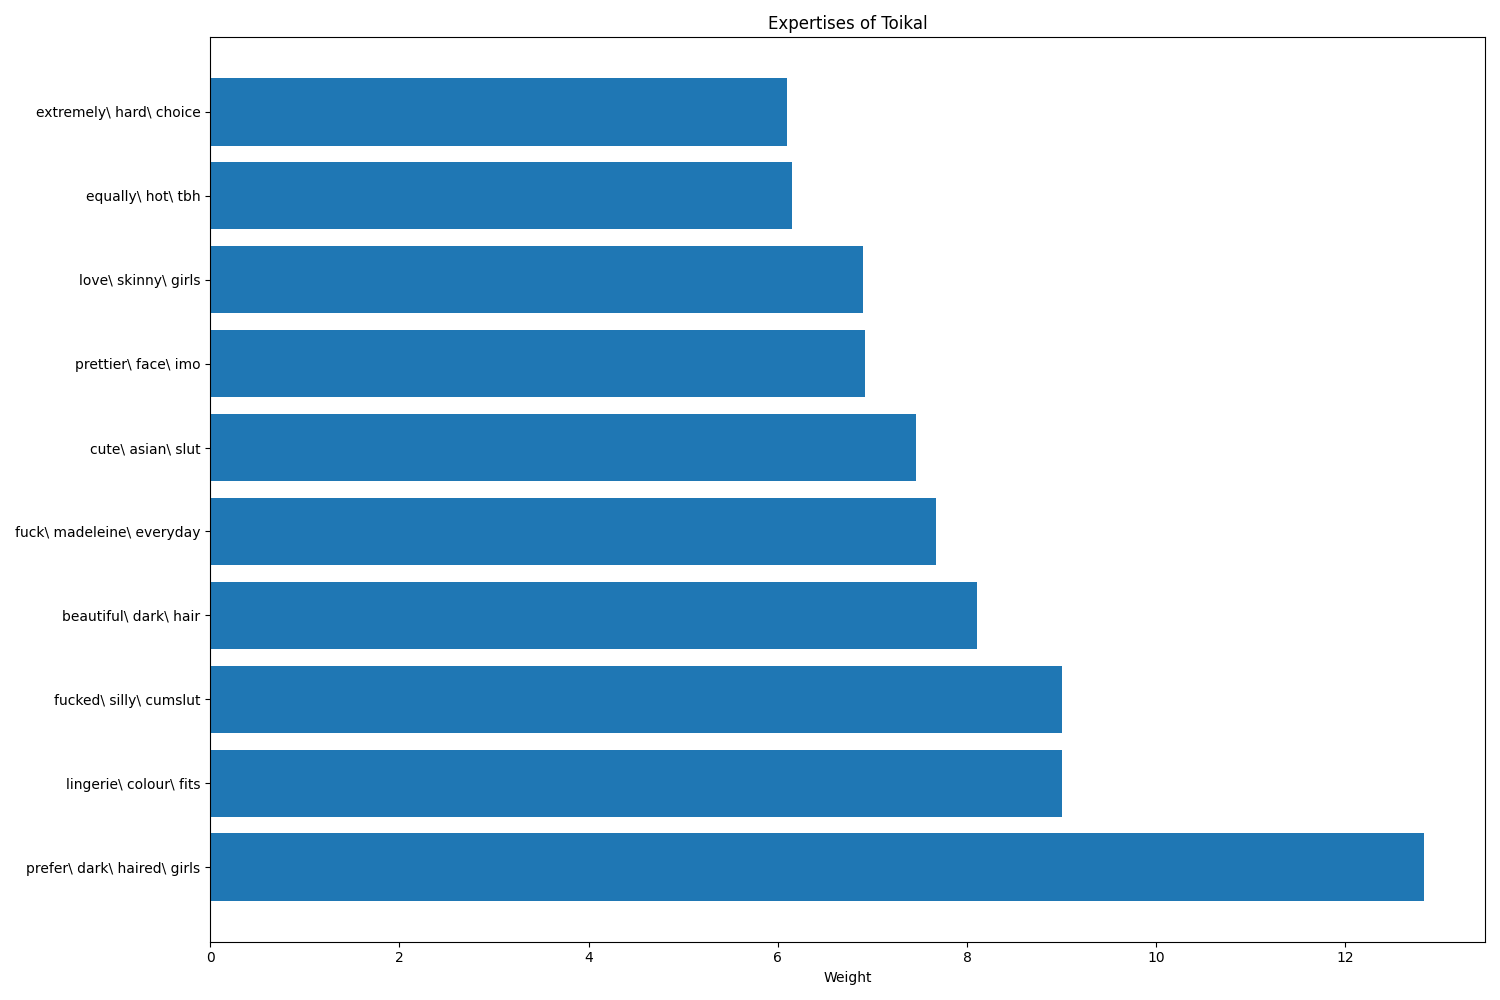 Expertises of Toikal
extremely\ hard\ choice
equally\ hot\ tbh
love\ skinny\ girls
prettier\ face\ imo
cute\ asian\ slut
fuck\ madeleine\ everyday
beautiful\ dark\ hair
fucked\ silly\ cumslut
lingerie\ colour\ fits
prefer\ dark\ haired\ girls
0 2 4 6 8 10 12
Weight